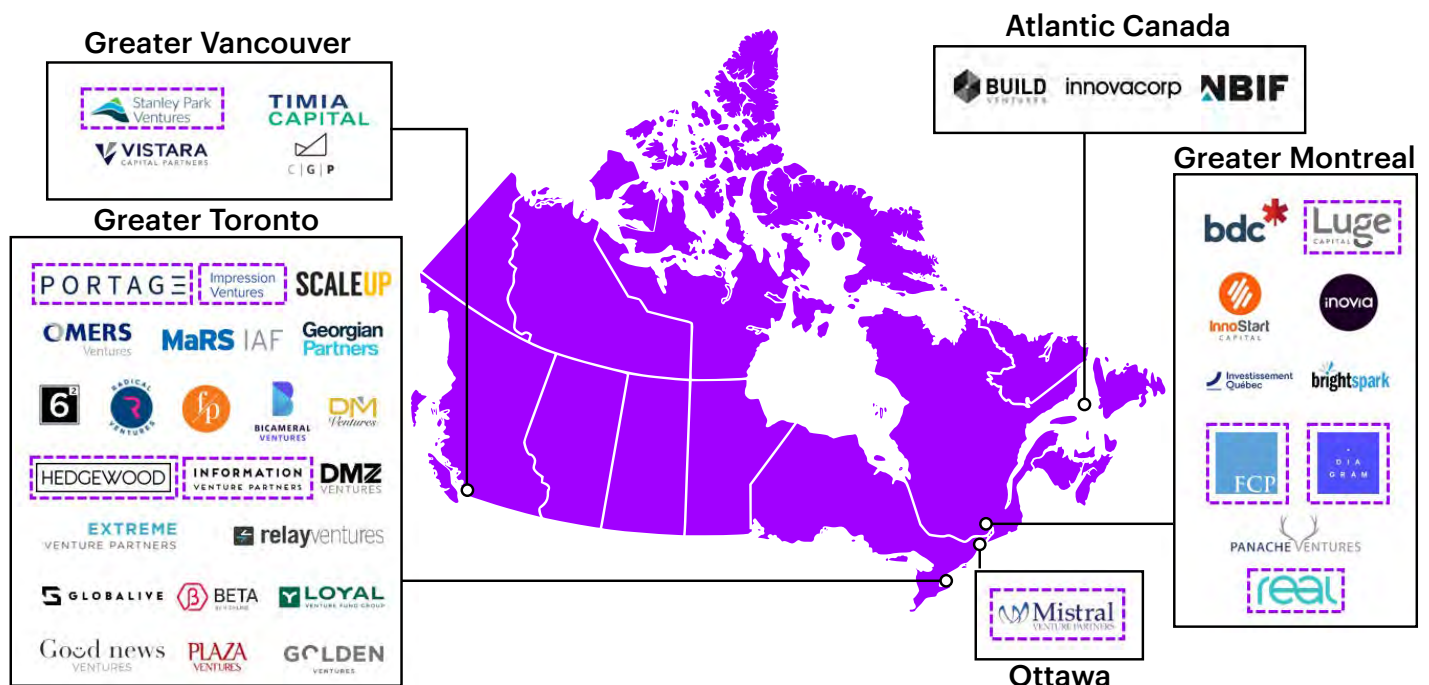 Greater Vancouver
Stanley Park
Ventures
TIMIA
CAPITAL
VISTARA
CAPITAL PARTNERS
C|G|P
Atlantic Canada
BUILD
VENTURES
innovacorp
NBIF
Greater Toronto
PORTAGE
Impression
Ventures
SCALEUP
OMERS
Ventures
MaRS IAF
Georgian
Partners
6²
RADICAL
VENTURES
R
f/p
BICAMERAL
VENTURES
DM
Ventures
HEDGEWOOD
INFORMATION
VENTURE PARTNERS
DMZ
VENTURES
EXTREME
VENTURE PARTNERS
relayventures
GLOBALIVE
BETA
LOYAL
VENTURE FUND GROUP
Good news
VENTURES
PLAZA
VENTURES
GOLDEN
VENTURES
Greater Montreal
bdc*
Luge
CAPITAL
InnoStart
CAPITAL
inovia
Investissement
Québec
brightspark
FCP
DIA
GRAM
PANACHE VENTURES
real
Mistral
VENTURE PARTNERS
Ottawa